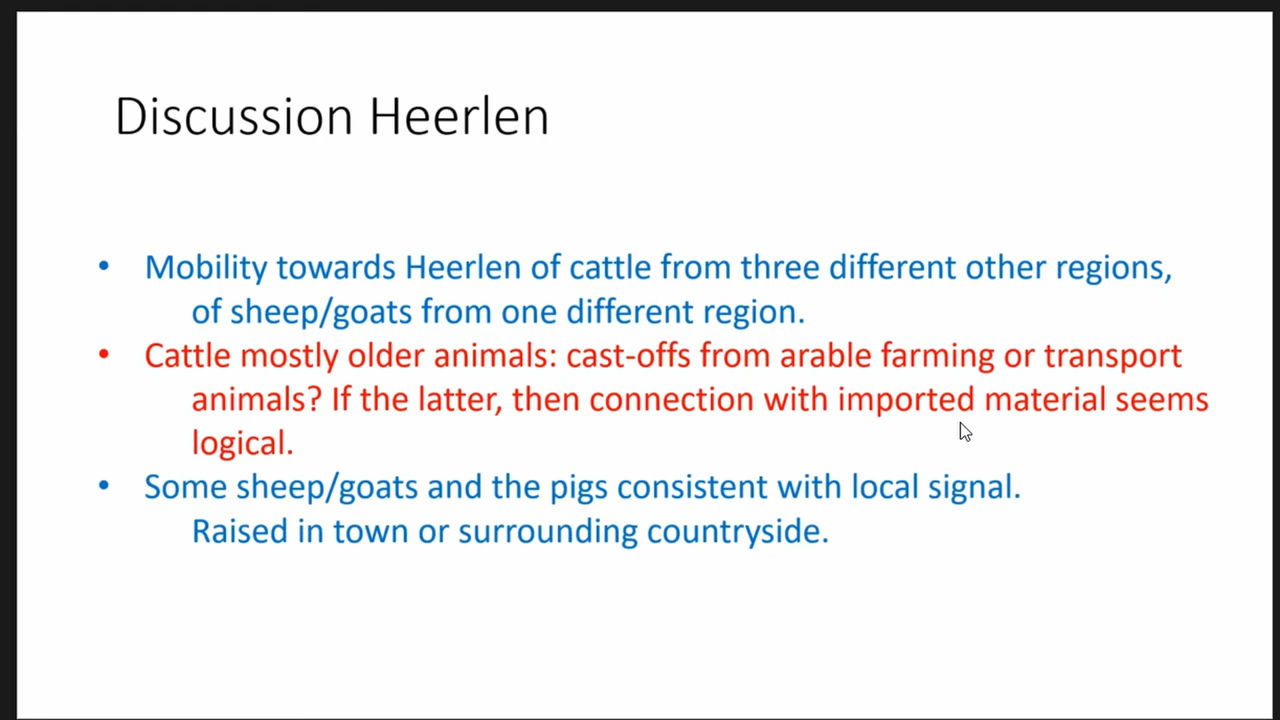 Discussion Heerlen
• Mobility towards Heerlen of cattle from three different other regions,
of sheep/goats from one different region.
• Cattle mostly older animals: cast-offs from arable farming or transport
animals? If the latter, then connection with imported material seems
logical.
• Some sheep/goats and the pigs consistent with local signal.
Raised in town or surrounding countryside.